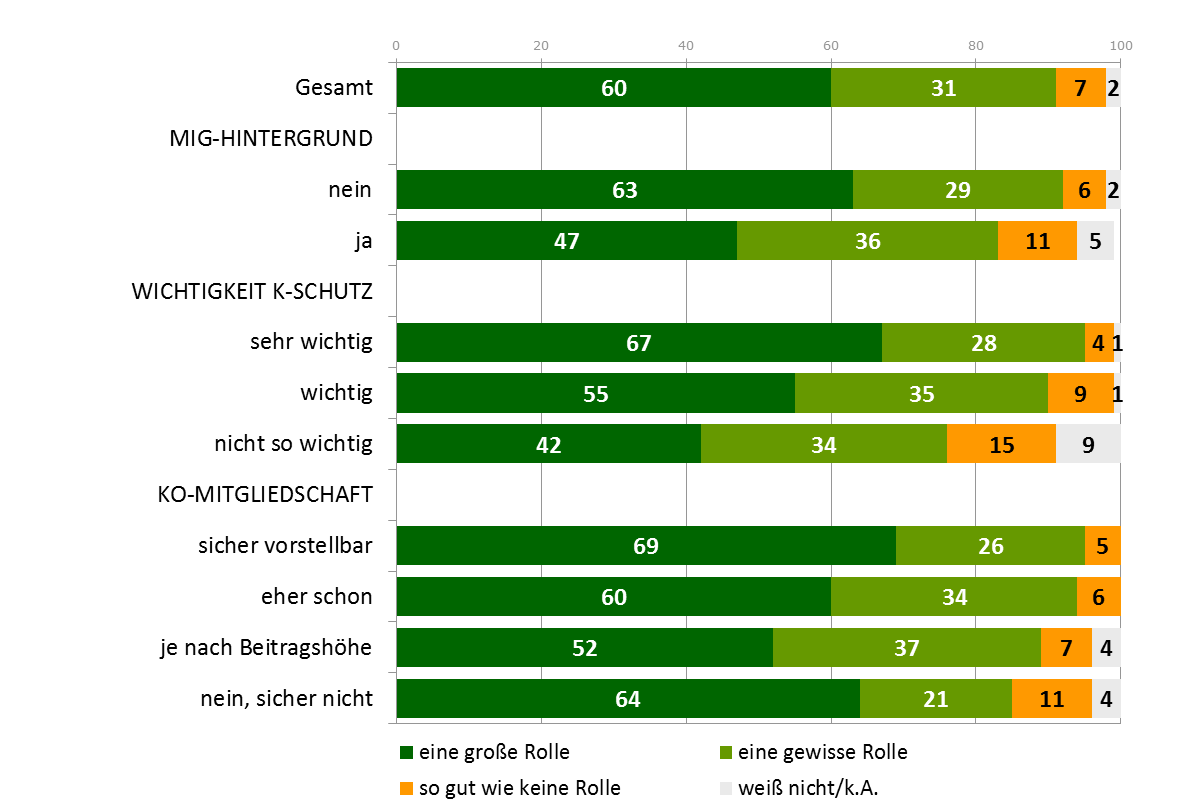 0 20 40 60 80 100
Gesamt 60 31 7 2
MIG-HINTERGRUND
nein 63 29 6 2
ja 47 36 11 5
WICHTIGKEIT K-SCHUTZ
sehr wichtig 67 28 4 1
wichtig 55 35 9 1
nicht so wichtig 42 34 15 9
KO-MITGLIEDSCHAFT
sicher vorstellbar 69 26 5
eher schon 60 34 6
je nach Beitragshöhe 52 37 7 4
nein, sicher nicht 64 21 11 4
eine große Rolle eine gewisse Rolle
so gut wie keine Rolle weiß nicht/k.A.